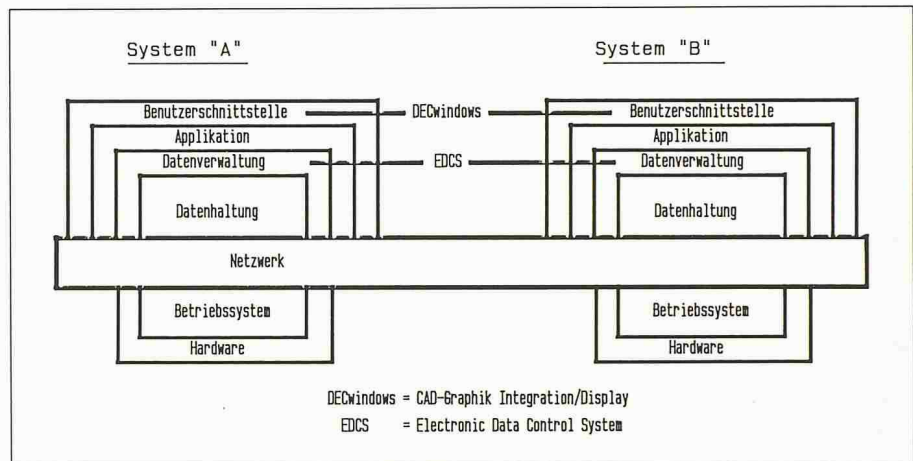 System "A" System "B"
Benutzerschnittstelle DECwindows Benutzerschnittstelle
Applikation Applikation
Datenverwaltung EDCS Datenverwaltung
Datenhaltung Datenhaltung
Netzwerk
Betriebssystem Betriebssystem
Hardware Hardware
DECwindows = CAD-Graphik Integration/Display
EDCS = Electronic Data Control System